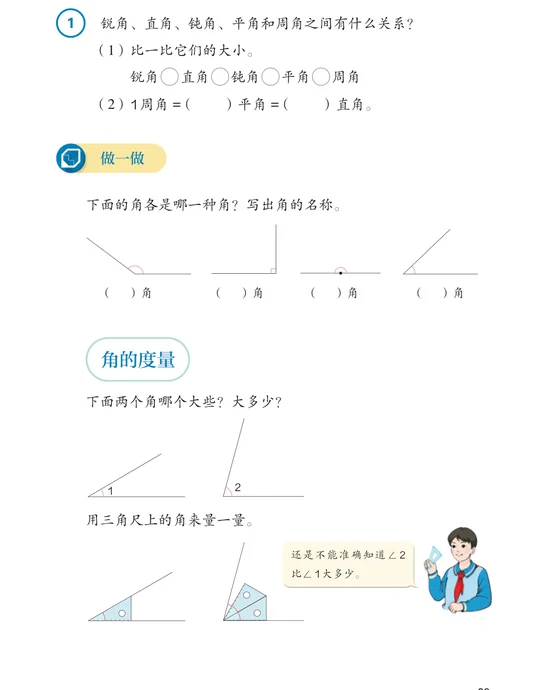 1 锐角、直角、钝角、平角和周角之间有什么关系？
（1）比一比它们的大小。
锐角○直角○钝角○平角○周角
（2）1周角＝（　　）平角＝（　　）直角。
做一做
下面的角各是哪一种角？写出角的名称。
（　）角　（　）角　（　）角　（　）角
角的度量
下面两个角哪个大些？大多少？
1　2
用三角尺上的角来量一量。
还是不能准确知道∠2
比∠1大多少。